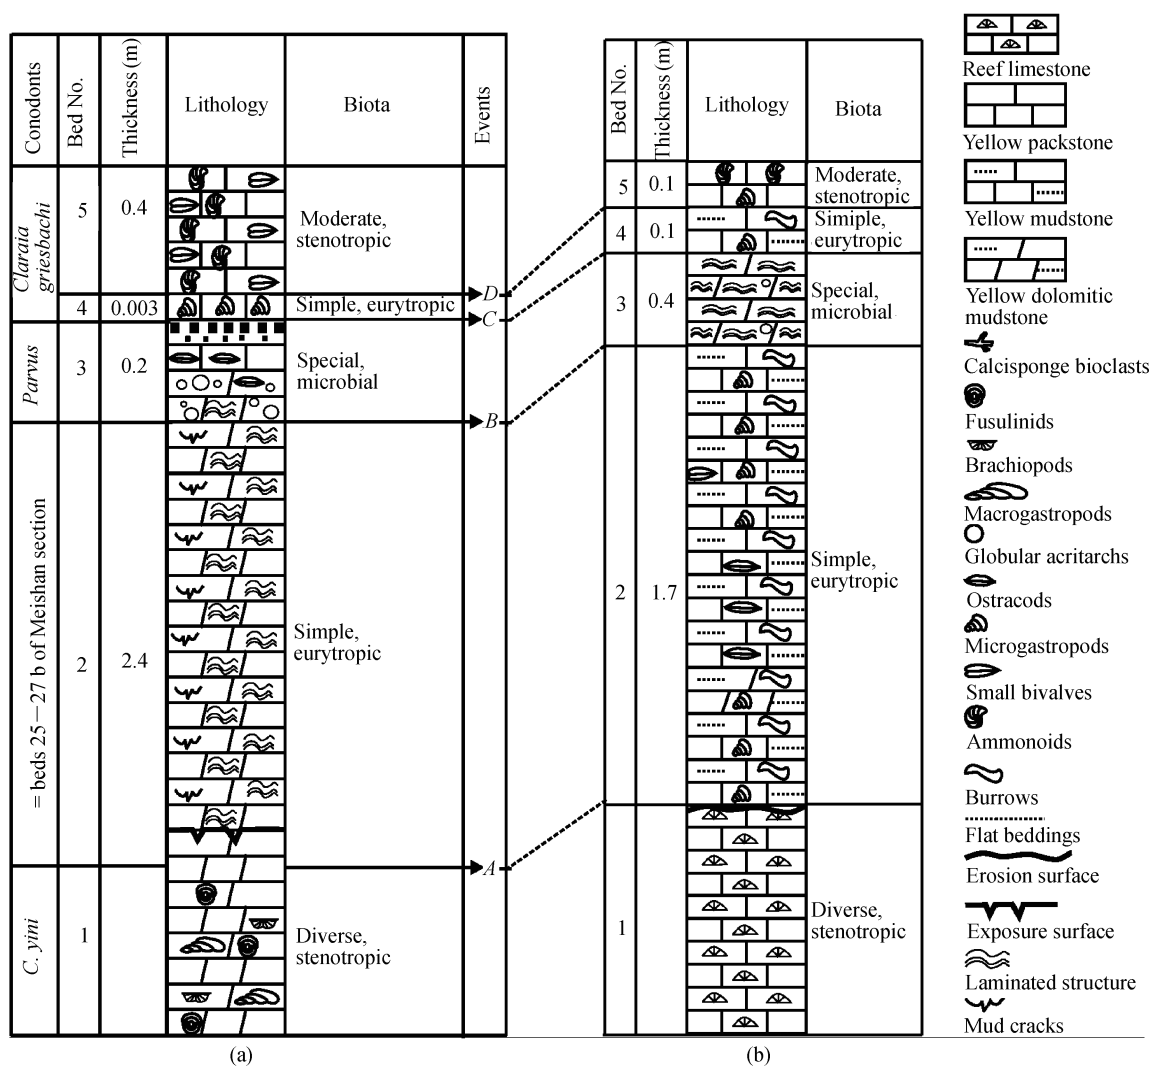 Conodonts
Bed No.
Thickness (m)
Lithology
Biota
Events
Claraia
griesbachi
5
0.4
Moderate,
stenotropic
D
4
0.003
Simple, eurytropic
C
Parvus
3
0.2
Special,
microbial
B
= beds 25—27 b of Meishan section
2
2.4
Simple,
eurytropic
A
C. yini
1
Diverse,
stenotropic
(a)
Bed No.
Thickness (m)
Lithology
Biota
5
0.1
Moderate,
stenotropic
4
0.1
Simiple,
eurytropic
3
0.4
Special,
microbial
2
1.7
Simple,
eurytropic
1
Diverse,
stenotropic
(b)
Reef limestone
Yellow packstone
Yellow mudstone
Yellow dolomitic
mudstone
Calcisponge bioclasts
Fusulinids
Brachiopods
Macrogastropods
Globular acritarchs
Ostracods
Microgastropods
Small bivalves
Ammonoids
Burrows
Flat beddings
Erosion surface
Exposure surface
Laminated structure
Mud cracks